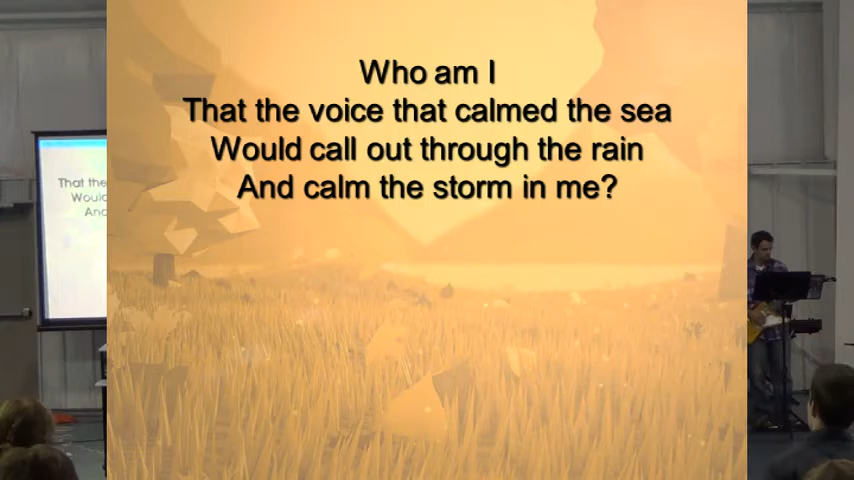 Who am I
That the voice that calmed the sea
Would call out through the rain
And calm the storm in me?
That the
Would
And